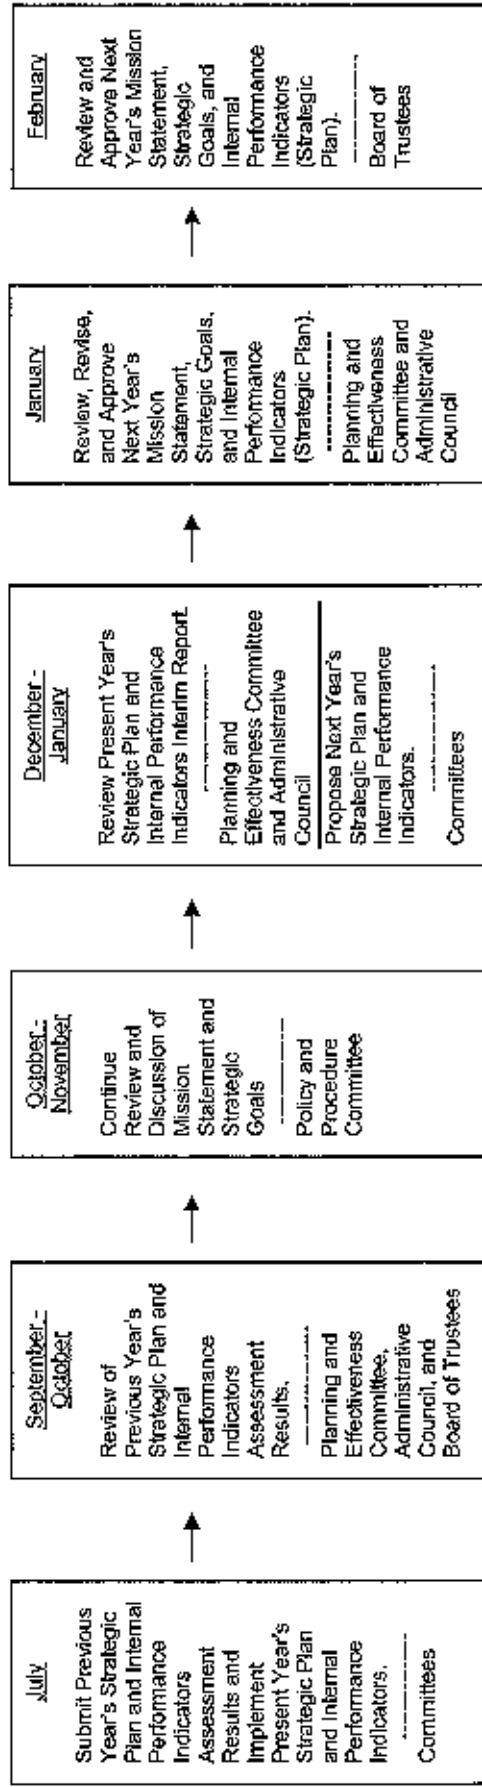 July
Submit Previous
Year's Strategic
Plan and Internal
Performance
Indicators
Assessment
Results and
Implement
Present Year's
Strategic Plan
and Internal
Performance
Indicators.
Committees
September -
October
Review of
Previous Year's
Strategic Plan and
Internal
Performance
Indicators
Assessment
Results.
Planning and
Effectiveness
Committee,
Administrative
Council, and
Board of Trustees
October -
November
Continue
Review and
Discussion of
Mission
Statement and
Strategic
Goals
Policy and
Procedure
Committee
December -
January
Review Present Year's
Strategic Plan and
Internal Performance
Indicators Interim Report.
Planning and
Effectiveness Committee
and Administrative
Council
Propose Next Year's
Strategic Plan and
Internal Performance
Indicators.
Committees
January
Review, Revise,
and Approve
Next Year's
Mission
Statement,
Strategic Goals,
and Internal
Performance
Indicators
(Strategic Plan).
Planning and
Effectiveness
Committee and
Administrative
Council
February
Review and
Approve Next
Year's Mission
Statement,
Strategic
Goals, and
Internal
Performance
Indicators
(Strategic
Plan).
Board of
Trustees